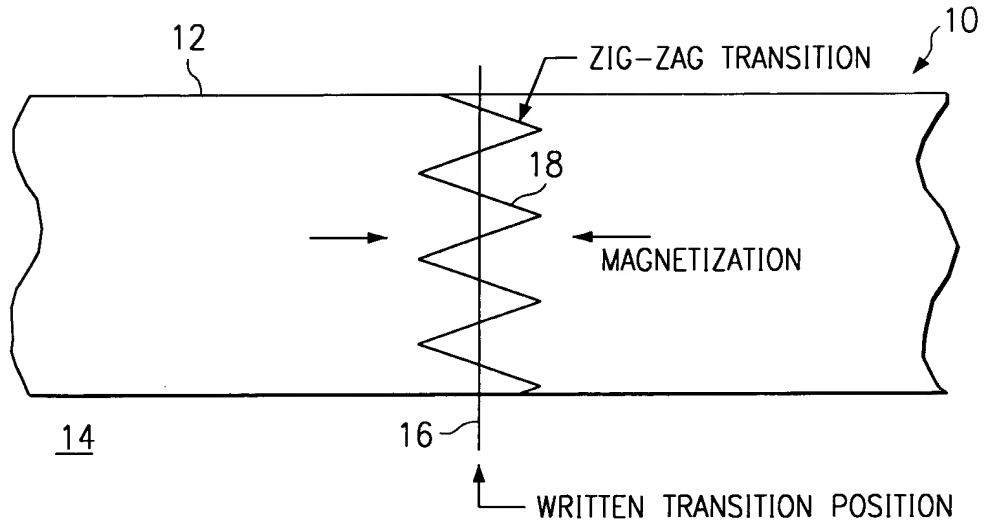 10
12
ZIG-ZAG TRANSITION
18
MAGNETIZATION
16
14
WRITTEN TRANSITION POSITION